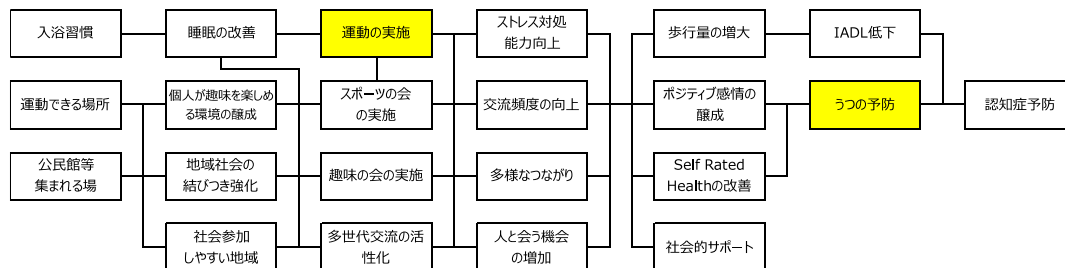 入浴習慣
睡眠の改善
運動の実施
ストレス対処
能力向上
歩行量の増大
IADL低下
運動できる場所
個人が趣味を楽しめ
る環境の醸成
スポーツの会
の実施
交流頻度の向上
ポジティブ感情の
醸成
うつの予防
認知症予防
公民館等
集まれる場
地域社会の
結びつき強化
趣味の会の実施
多様なつながり
Self Rated
Healthの改善
社会参加
しやすい地域
多世代交流の活
性化
人と会う機会
の増加
社会的サポート